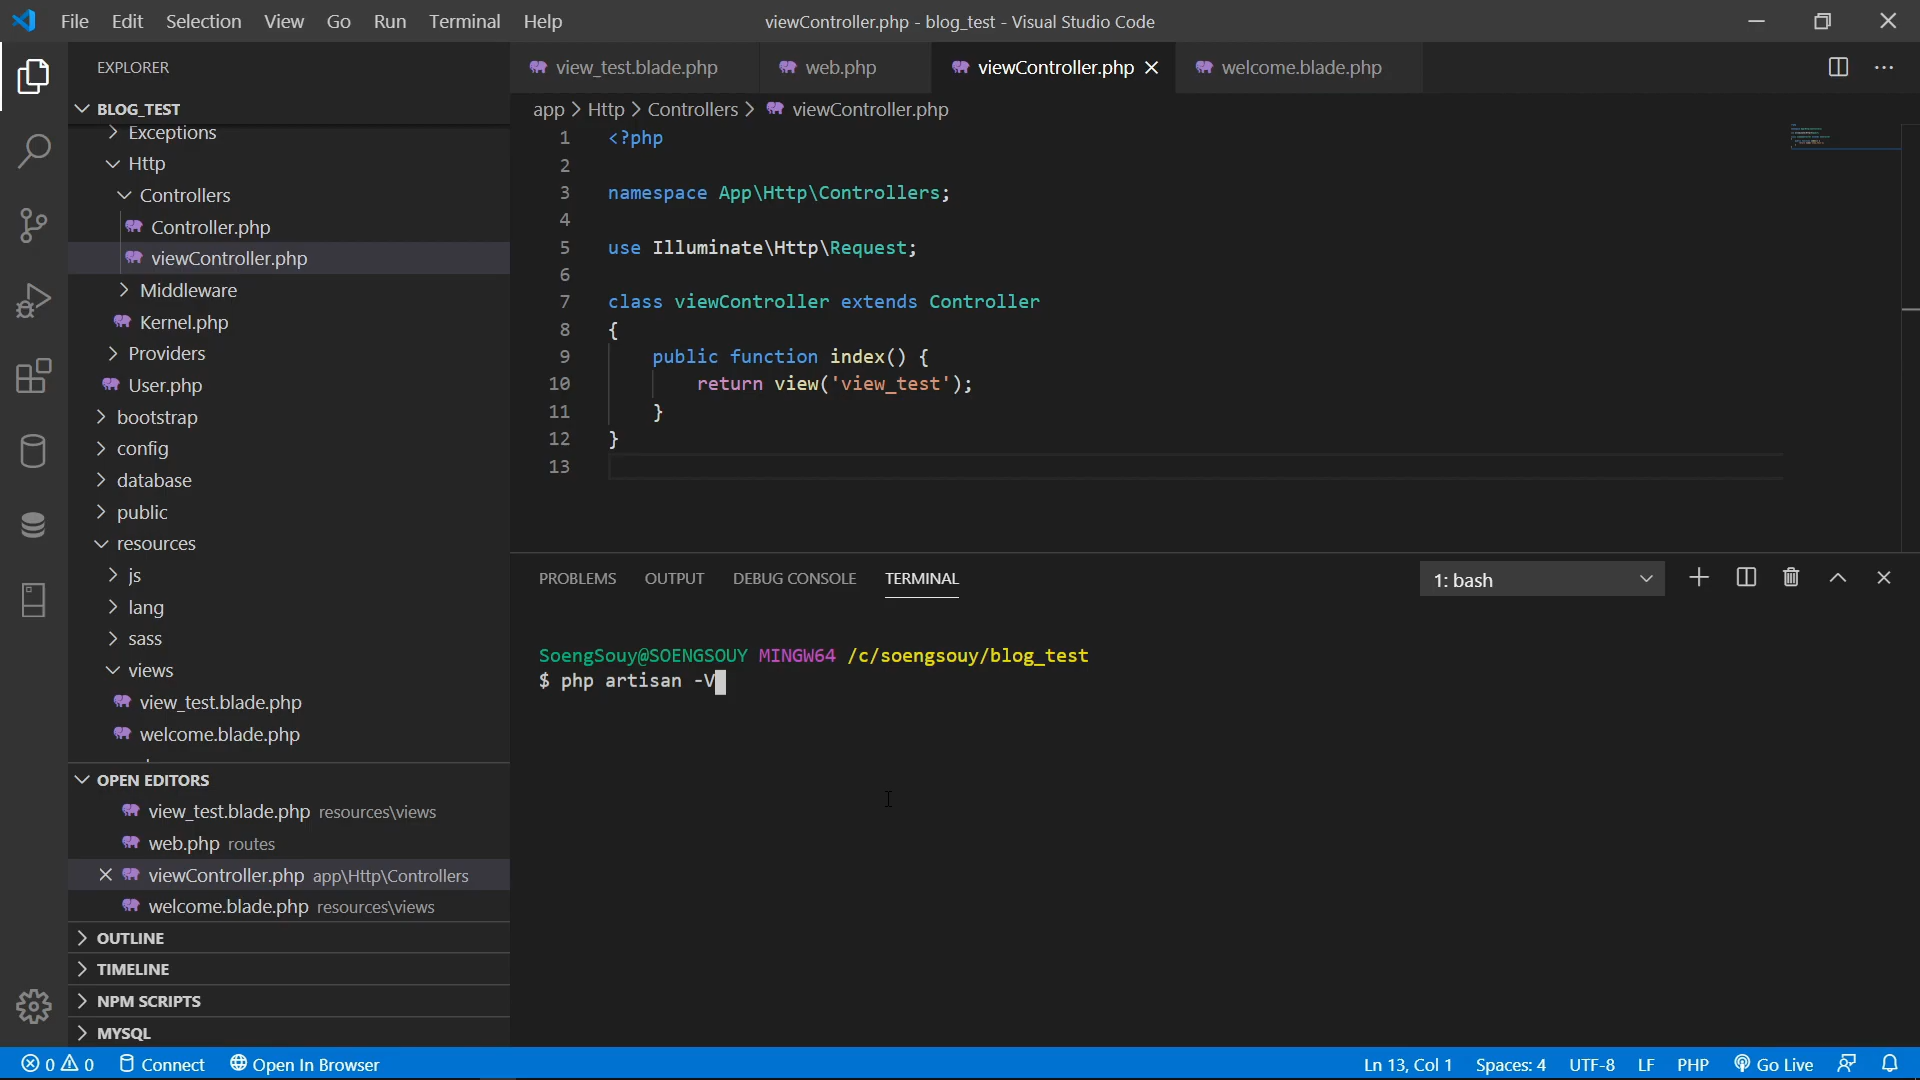 File Edit Selection View Go Run Terminal Help
viewController.php - blog_test - Visual Studio Code
EXPLORER
BLOG_TEST
Exceptions
Http
Controllers
Controller.php
viewController.php
Middleware
Kernel.php
Providers
User.php
bootstrap
config
database
public
resources
js
lang
sass
views
view_test.blade.php
welcome.blade.php
OPEN EDITORS
view_test.blade.php resources\views
web.php routes
viewController.php app\Http\Controllers
welcome.blade.php resources\views
OUTLINE
TIMELINE
NPM SCRIPTS
MYSQL
view_test.blade.php web.php viewController.php welcome.blade.php
app > Http > Controllers > viewController.php
1 <?php
2
3 namespace App\Http\Controllers;
4
5 use Illuminate\Http\Request;
6
7 class viewController extends Controller
8 {
9 public function index() {
10 return view('view_test');
11 }
12 }
13
PROBLEMS OUTPUT DEBUG CONSOLE TERMINAL
1: bash
SoengSouy@SOENGSOUY MINGW64 /c/soengsouy/blog_test
$ php artisan -V
0 0 Connect Open In Browser
Ln 13, Col 1 Spaces: 4 UTF-8 LF PHP Go Live